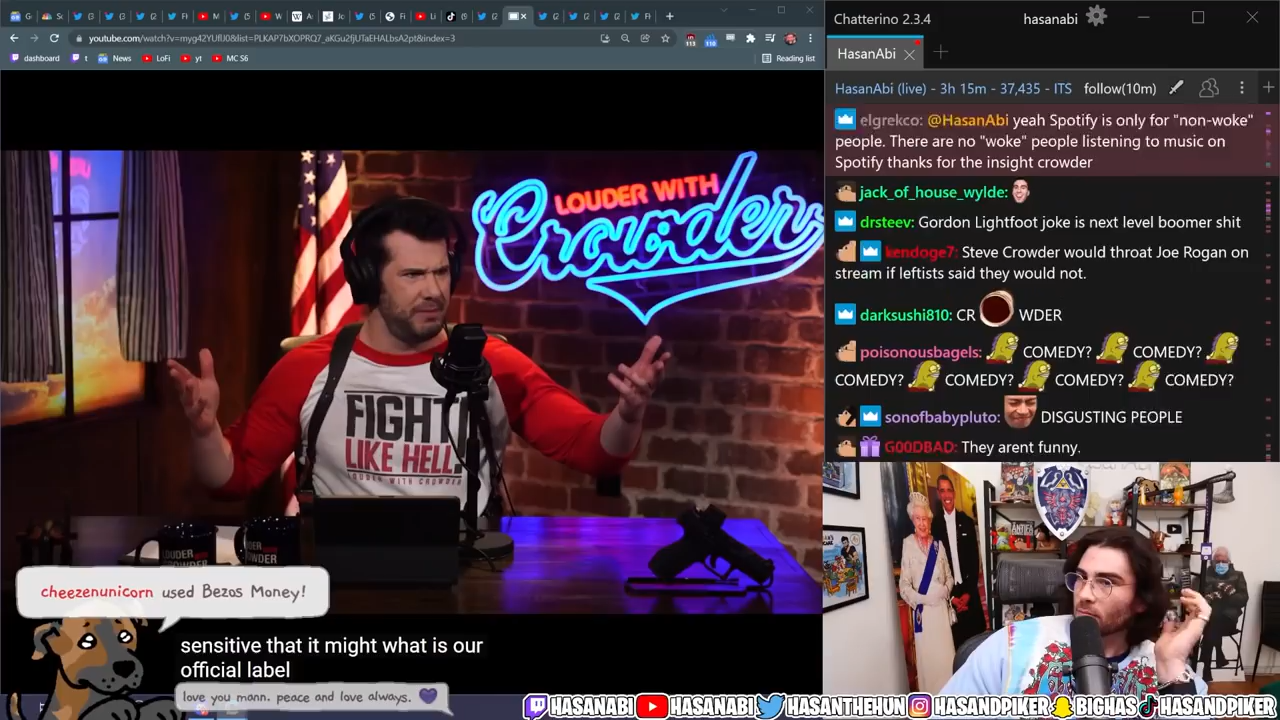 youtube.com/watch?v=myg42YUfIJ0&list=PLKAP7bXOPRQ7_aKGu2fjUTaEHALbsA2pt&index=3
dashboard
t
News
LoFi
yt
MC S6
Reading list
LOUDER WITH
Crowder
FIGHT
LIKE HELL
LOUDER WITH CROWDER
cheezenunicorn used Bezos Money!
sensitive that it might what is our
official label
love you mann. peace and love always.
Chatterino 2.3.4
hasanabi
HasanAbi
HasanAbi (live) - 3h 15m - 37,435 - ITS
follow(10m)
elgrekco: @HasanAbi yeah Spotify is only for "non-woke"
people. There are no "woke" people listening to music on
Spotify thanks for the insight crowder
jack_of_house_wylde:
drsteev: Gordon Lightfoot joke is next level boomer shit
kendoge7: Steve Crowder would throat Joe Rogan on
stream if leftists said they would not.
darksushi810: CR WDER
poisonousbagels: COMEDY? COMEDY?
COMEDY? COMEDY? COMEDY? COMEDY?
sonofbabypluto: DISGUSTING PEOPLE
G00DBAD: They arent funny.
HASANABI HASANABI HASANTHEHUN HASANDPIKER BIGHAS HASANDPIKER